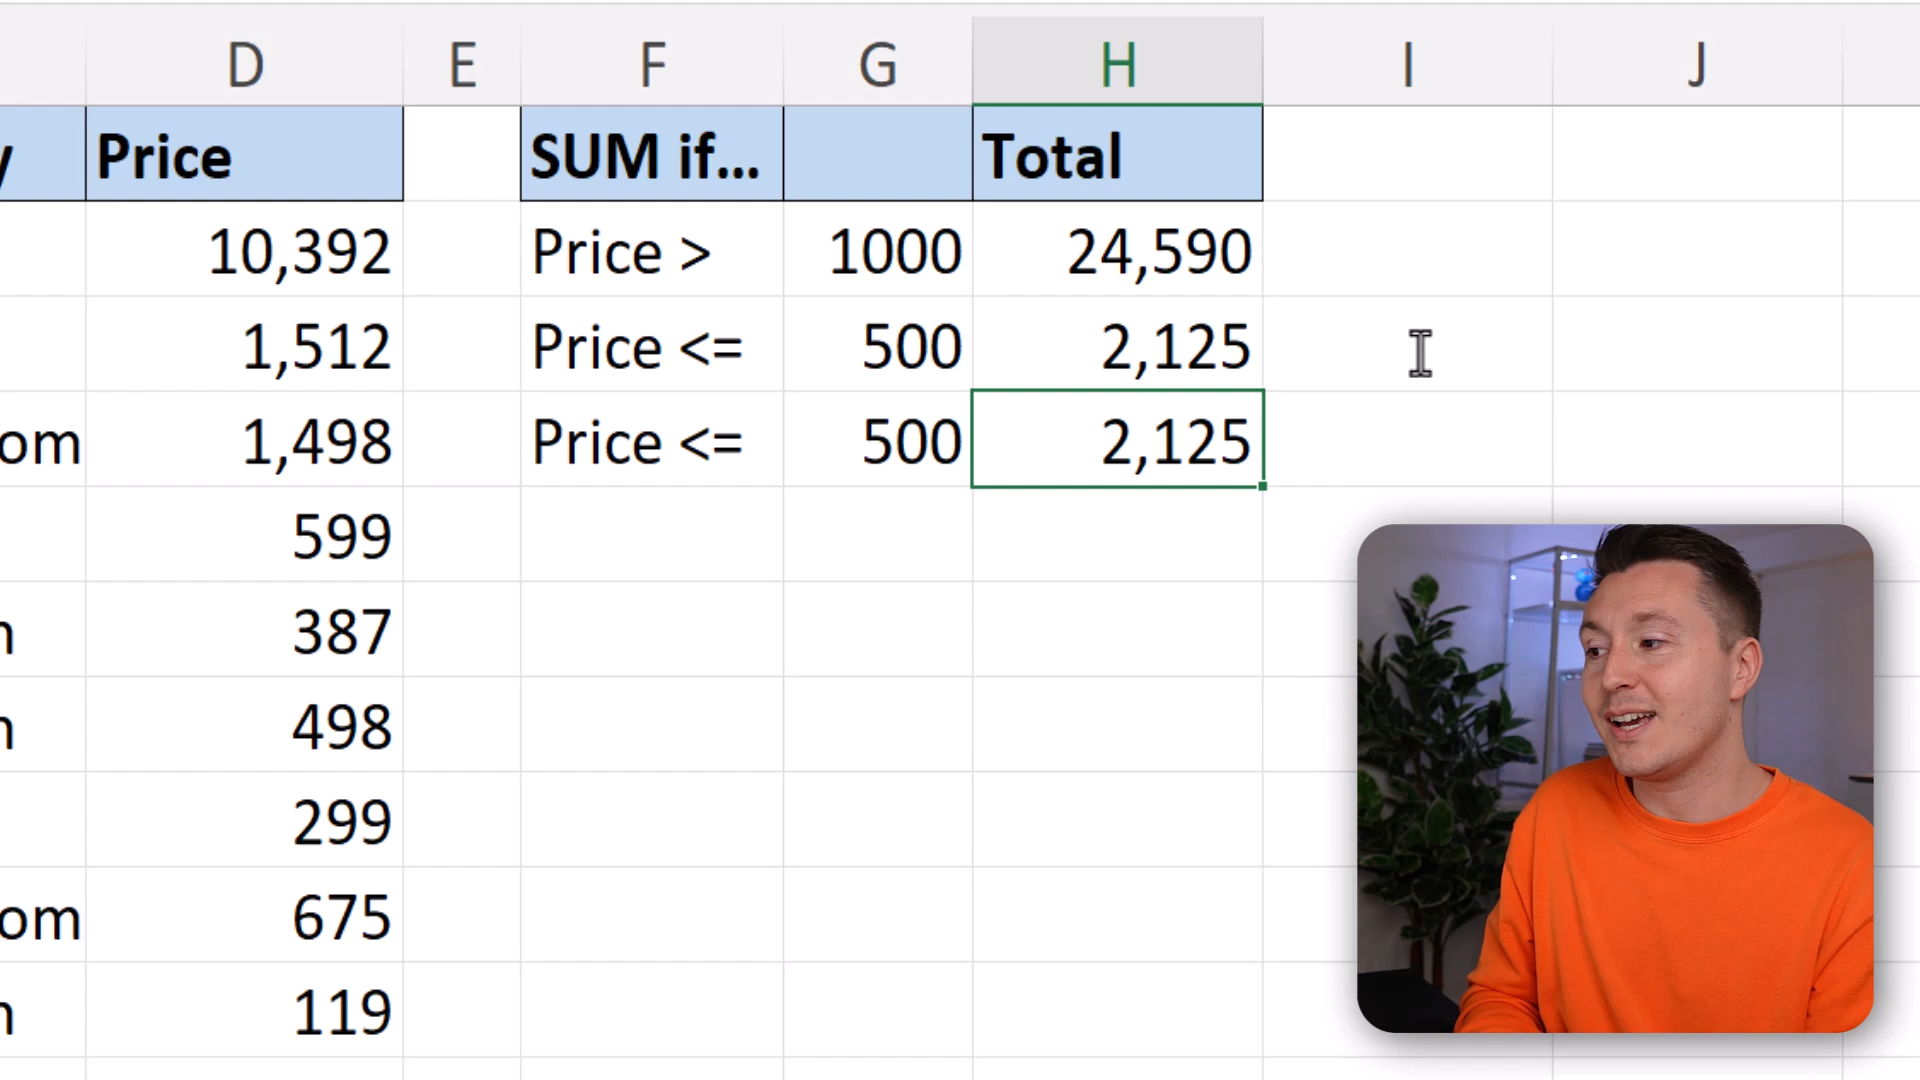 D E F G H I J
y Price SUM if... Total
10,392 Price > 1000 24,590
1,512 Price <= 500 2,125
om 1,498 Price <= 500 2,125
599
n 387
n 498
299
om 675
n 119